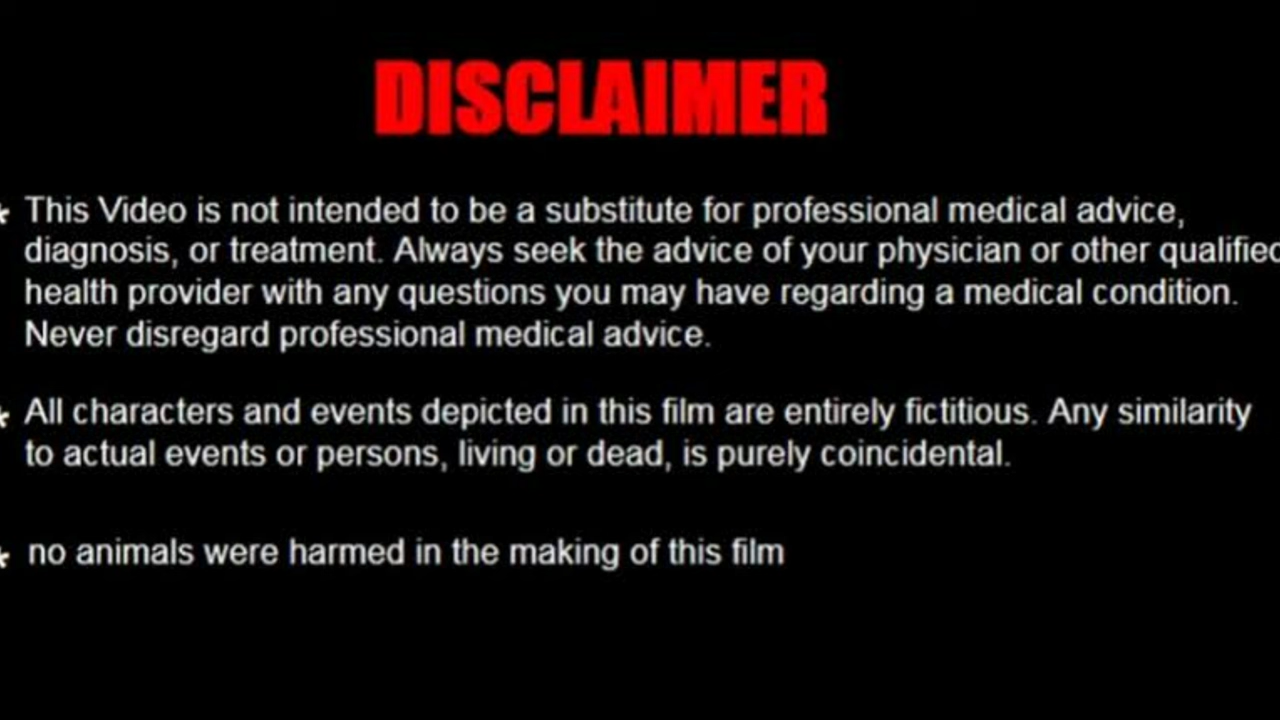 DISCLAIMER
* This Video is not intended to be a substitute for professional medical advice,
diagnosis, or treatment. Always seek the advice of your physician or other qualified
health provider with any questions you may have regarding a medical condition.
Never disregard professional medical advice.
* All characters and events depicted in this film are entirely fictitious. Any similarity
to actual events or persons, living or dead, is purely coincidental.
* no animals were harmed in the making of this film